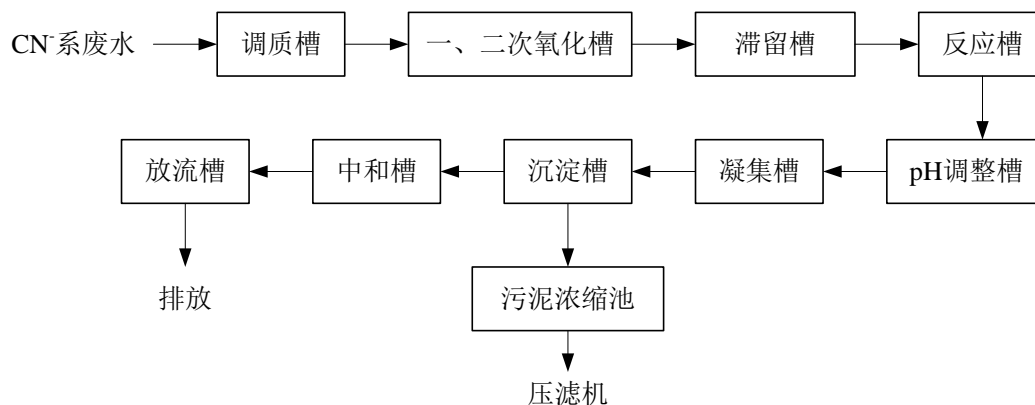 CN⁻系废水
调质槽
一、二次氧化槽
滞留槽
反应槽
放流槽
中和槽
沉淀槽
凝集槽
pH调整槽
排放
污泥浓缩池
压滤机